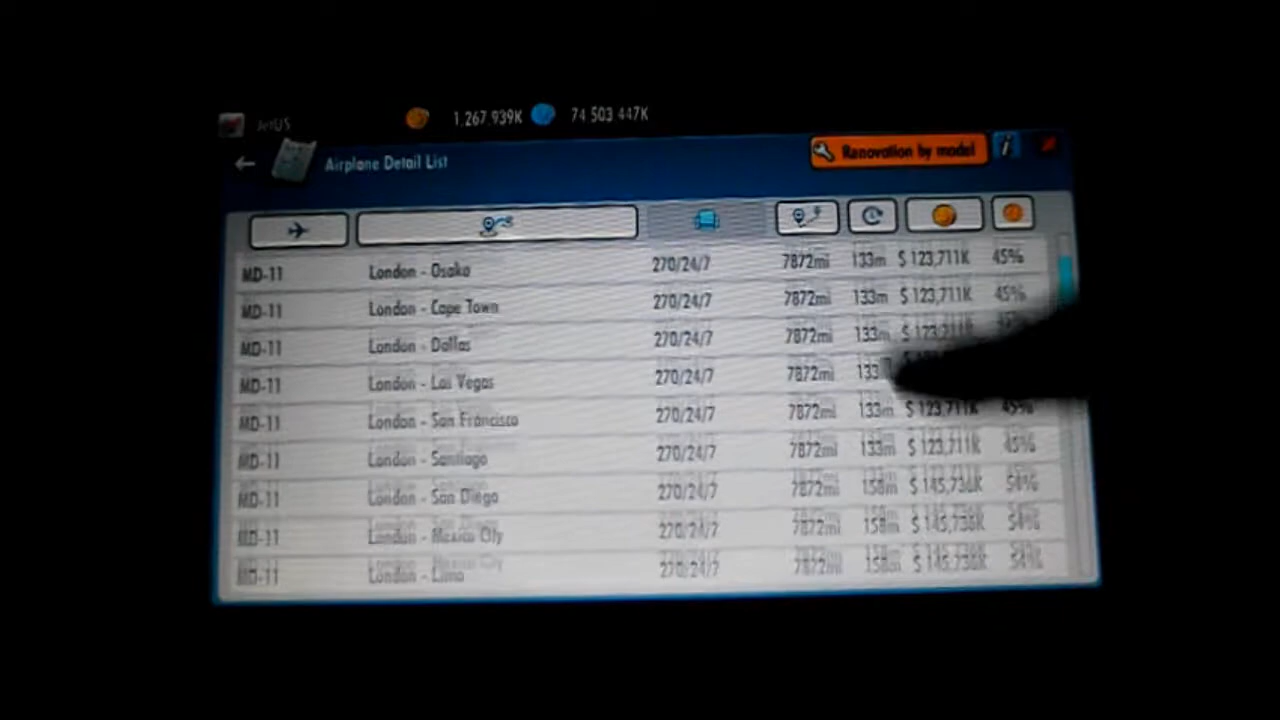 JetUS 1,267,939K 74 503 447K
Airplane Detail List Renovation by model i
MD-11 London - Osaka 270/24/7 7872mi 133m $ 123,711K 45%
MD-11 London - Cape Town 270/24/7 7872mi 133m $ 123,711K 45%
MD-11 London - Dallas 270/24/7 7872mi 133m
MD-11 London - Las Vegas 270/24/7 7872mi
MD-11 London - San Francisco 270/24/7 7872mi 133m $ 123,711K 45%
MD-11 London - Santiago 270/24/7 7872mi 133m $ 123,711K 45%
MD-11 London - San Diego 270/24/7 7872mi 158m $ 145,736K 54%
MD-11 London - Mexico City 270/24/7 7872mi 158m $ 145,736K 54%
MD-11 London - Lima 270/24/7 7872mi 158m $ 145,736K 54%